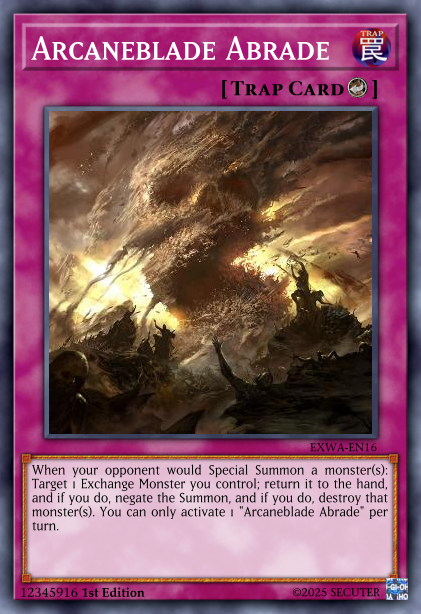 ARCANEBLADE ABRADE
TRAP
罠
[TRAP CARD]
EXWA-EN16
When your opponent would Special Summon a monster(s):
Target 1 Exchange Monster you control; return it to the hand,
and if you do, negate the Summon, and if you do, destroy that
monster(s). You can only activate 1 "Arcaneblade Abrade" per
turn.
12345916 1st Edition
©2025 SECUTER